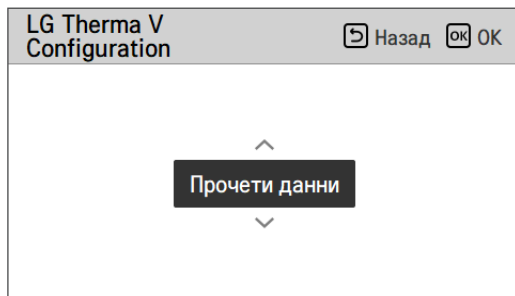 LG Therma V
Configuration
Назад OK OK
Прочети данни